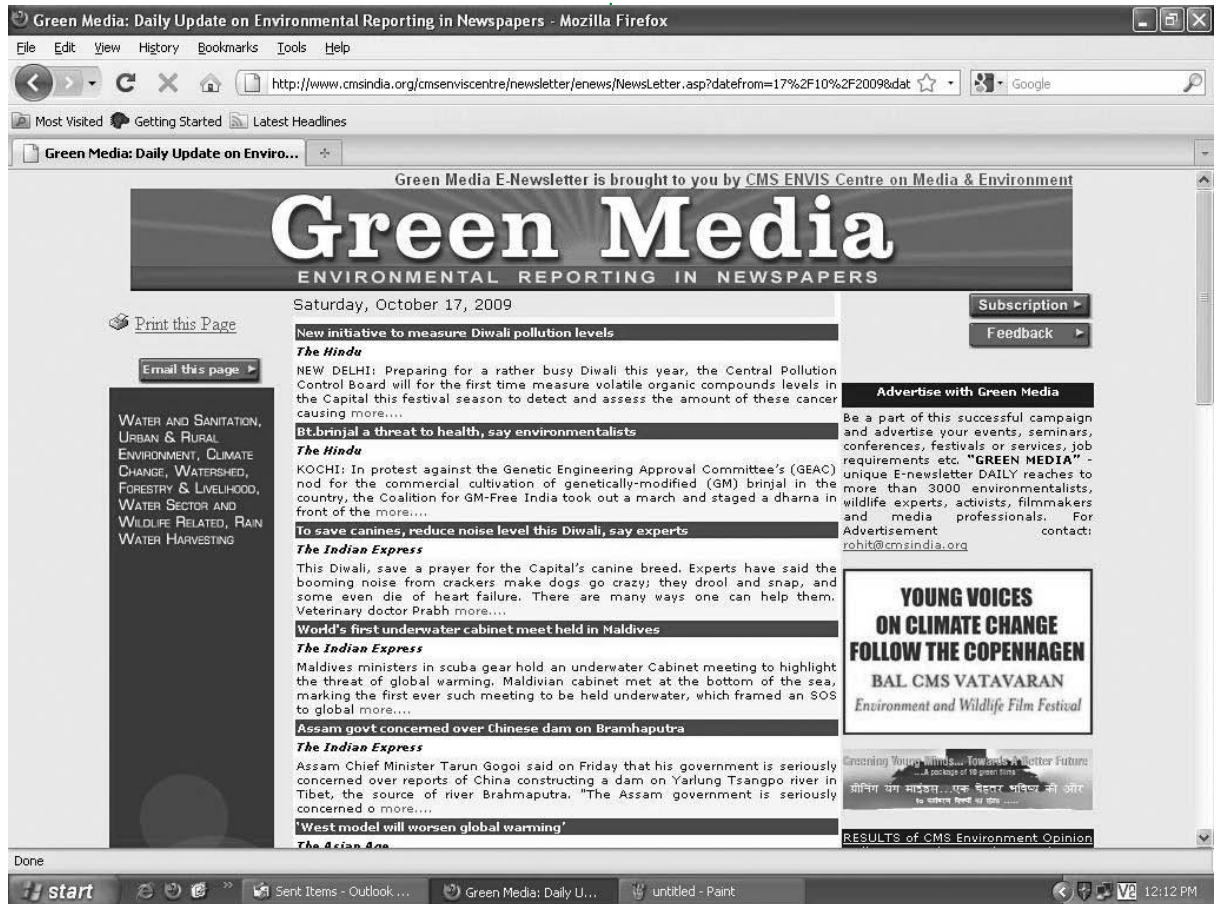 Green Media: Daily Update on Environmental Reporting in Newspapers - Mozilla Firefox
File Edit View History Bookmarks Tools Help
http://www.cmsindia.org/cmsenviscentre/newsletter/enews/NewsLetter.asp?datefrom=17%2F10%2F2009&dat
Google
Most Visited Getting Started Latest Headlines
Green Media: Daily Update on Enviro...
Green Media E-Newsletter is brought to you by CMS ENVIS Centre on Media & Environment
Green Media
ENVIRONMENTAL REPORTING IN NEWSPAPERS
Print this Page
Email this page
WATER AND SANITATION,
URBAN & RURAL
ENVIRONMENT, CLIMATE
CHANGE, WATERSHED,
FORESTRY & LIVELIHOOD,
WATER SECTOR AND
WILDLIFE RELATED, RAIN
WATER HARVESTING
Saturday, October 17, 2009
New initiative to measure Diwali pollution levels
The Hindu
NEW DELHI: Preparing for a rather busy Diwali this year, the Central Pollution
Control Board will for the first time measure volatile organic compounds levels in
the Capital this festival season to detect and assess the amount of these cancer
causing more....
Bt.brinjal a threat to health, say environmentalists
The Hindu
KOCHI: In protest against the Genetic Engineering Approval Committee's (GEAC)
nod for the commercial cultivation of genetically-modified (GM) brinjal in the
country, the Coalition for GM-Free India took out a march and staged a dharna in
front of the more....
To save canines, reduce noise level this Diwali, say experts
The Indian Express
This Diwali, save a prayer for the Capital's canine breed. Experts have said the
booming noise from crackers make dogs go crazy; they drool and snap, and
some even die of heart failure. There are many ways one can help them.
Veterinary doctor Prabh more....
World's first underwater cabinet meet held in Maldives
The Indian Express
Maldives ministers in scuba gear hold an underwater Cabinet meeting to highlight
the threat of global warming. Maldivian cabinet met at the bottom of the sea,
marking the first ever such meeting to be held underwater, which framed an SOS
to global more....
Assam govt concerned over Chinese dam on Bramhaputra
The Indian Express
Assam Chief Minister Tarun Gogoi said on Friday that his government is seriously
concerned over reports of China constructing a dam on Yarlung Tsangpo river in
Tibet, the source of river Brahmaputra. "The Assam government is seriously
concerned o more....
'West model will worsen global warming'
The Asian Age
Subscription
Feedback
Advertise with Green Media
Be a part of this successful campaign
and advertise your events, seminars,
conferences, festivals or services, job
requirements etc. "GREEN MEDIA" -
unique E-newsletter DAILY reaches to
more than 3000 environmentalists,
wildlife experts, activists, filmmakers
and media professionals. For
Advertisement contact:
rohit@cmsindia.org
YOUNG VOICES
ON CLIMATE CHANGE
FOLLOW THE COPENHAGEN
BAL CMS VATAVARAN
Environment and Wildlife Film Festival
Greening Young Minds... Towards A Better Future
...A package of 10 green films
ग्रीनिंग यंग माइंडस...एक बेहतर भविष्य की ओर
RESULTS of CMS Environment Opinion
Done
start
Sent Items - Outlook ...
Green Media: Daily U...
untitled - Paint
12:12 PM